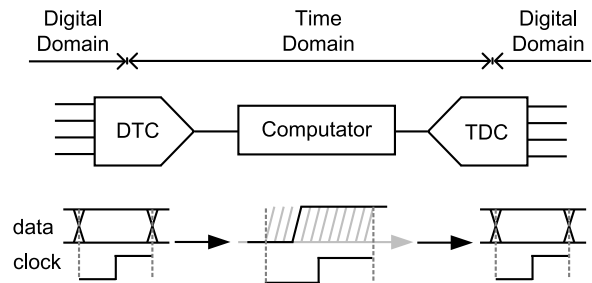 Digital
Domain
Time
Domain
Digital
Domain
DTC
Computator
TDC
data
clock